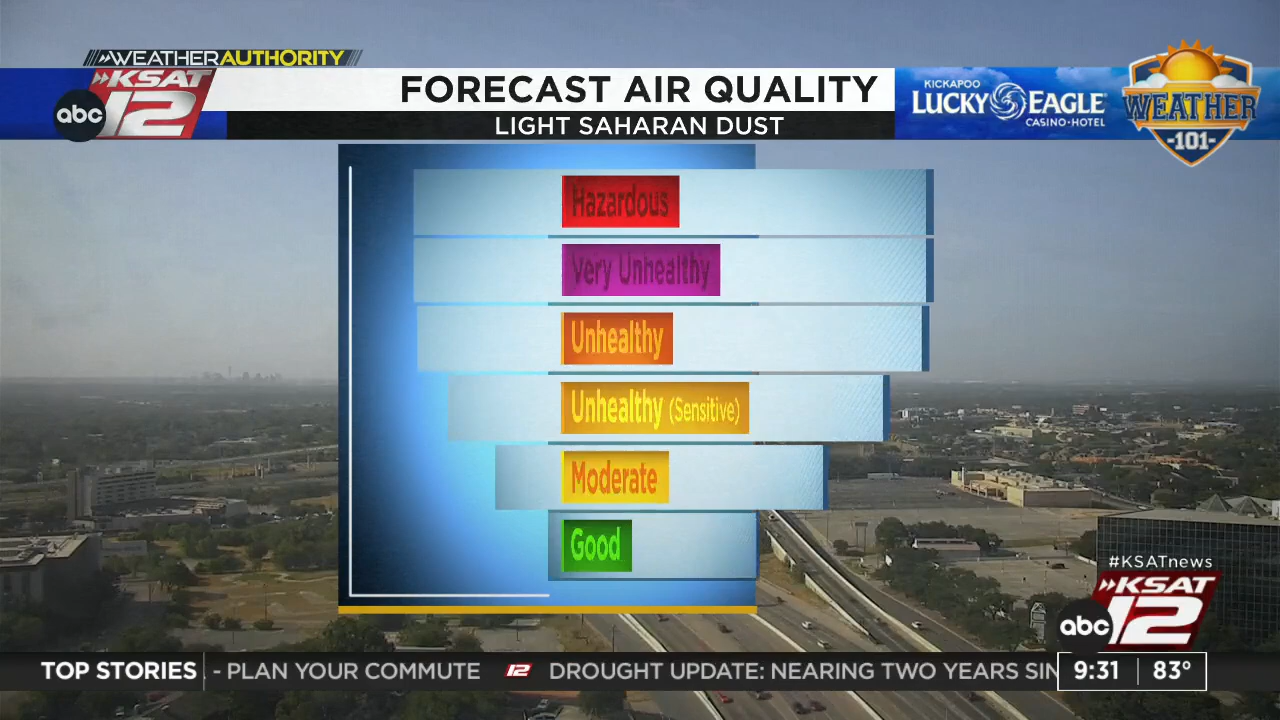 WEATHERAUTHORITY
KSAT
abc 12
FORECAST AIR QUALITY
LIGHT SAHARAN DUST
KICKAPOO
LUCKY EAGLE
CASINO·HOTEL
WEATHER
-101-
Hazardous
Very Unhealthy
Unhealthy
Unhealthy (Sensitive)
Moderate
Good
#KSATnews
KSAT
abc 12
TOP STORIES - PLAN YOUR COMMUTE 12 DROUGHT UPDATE: NEARING TWO YEARS SIN 9:31 83°